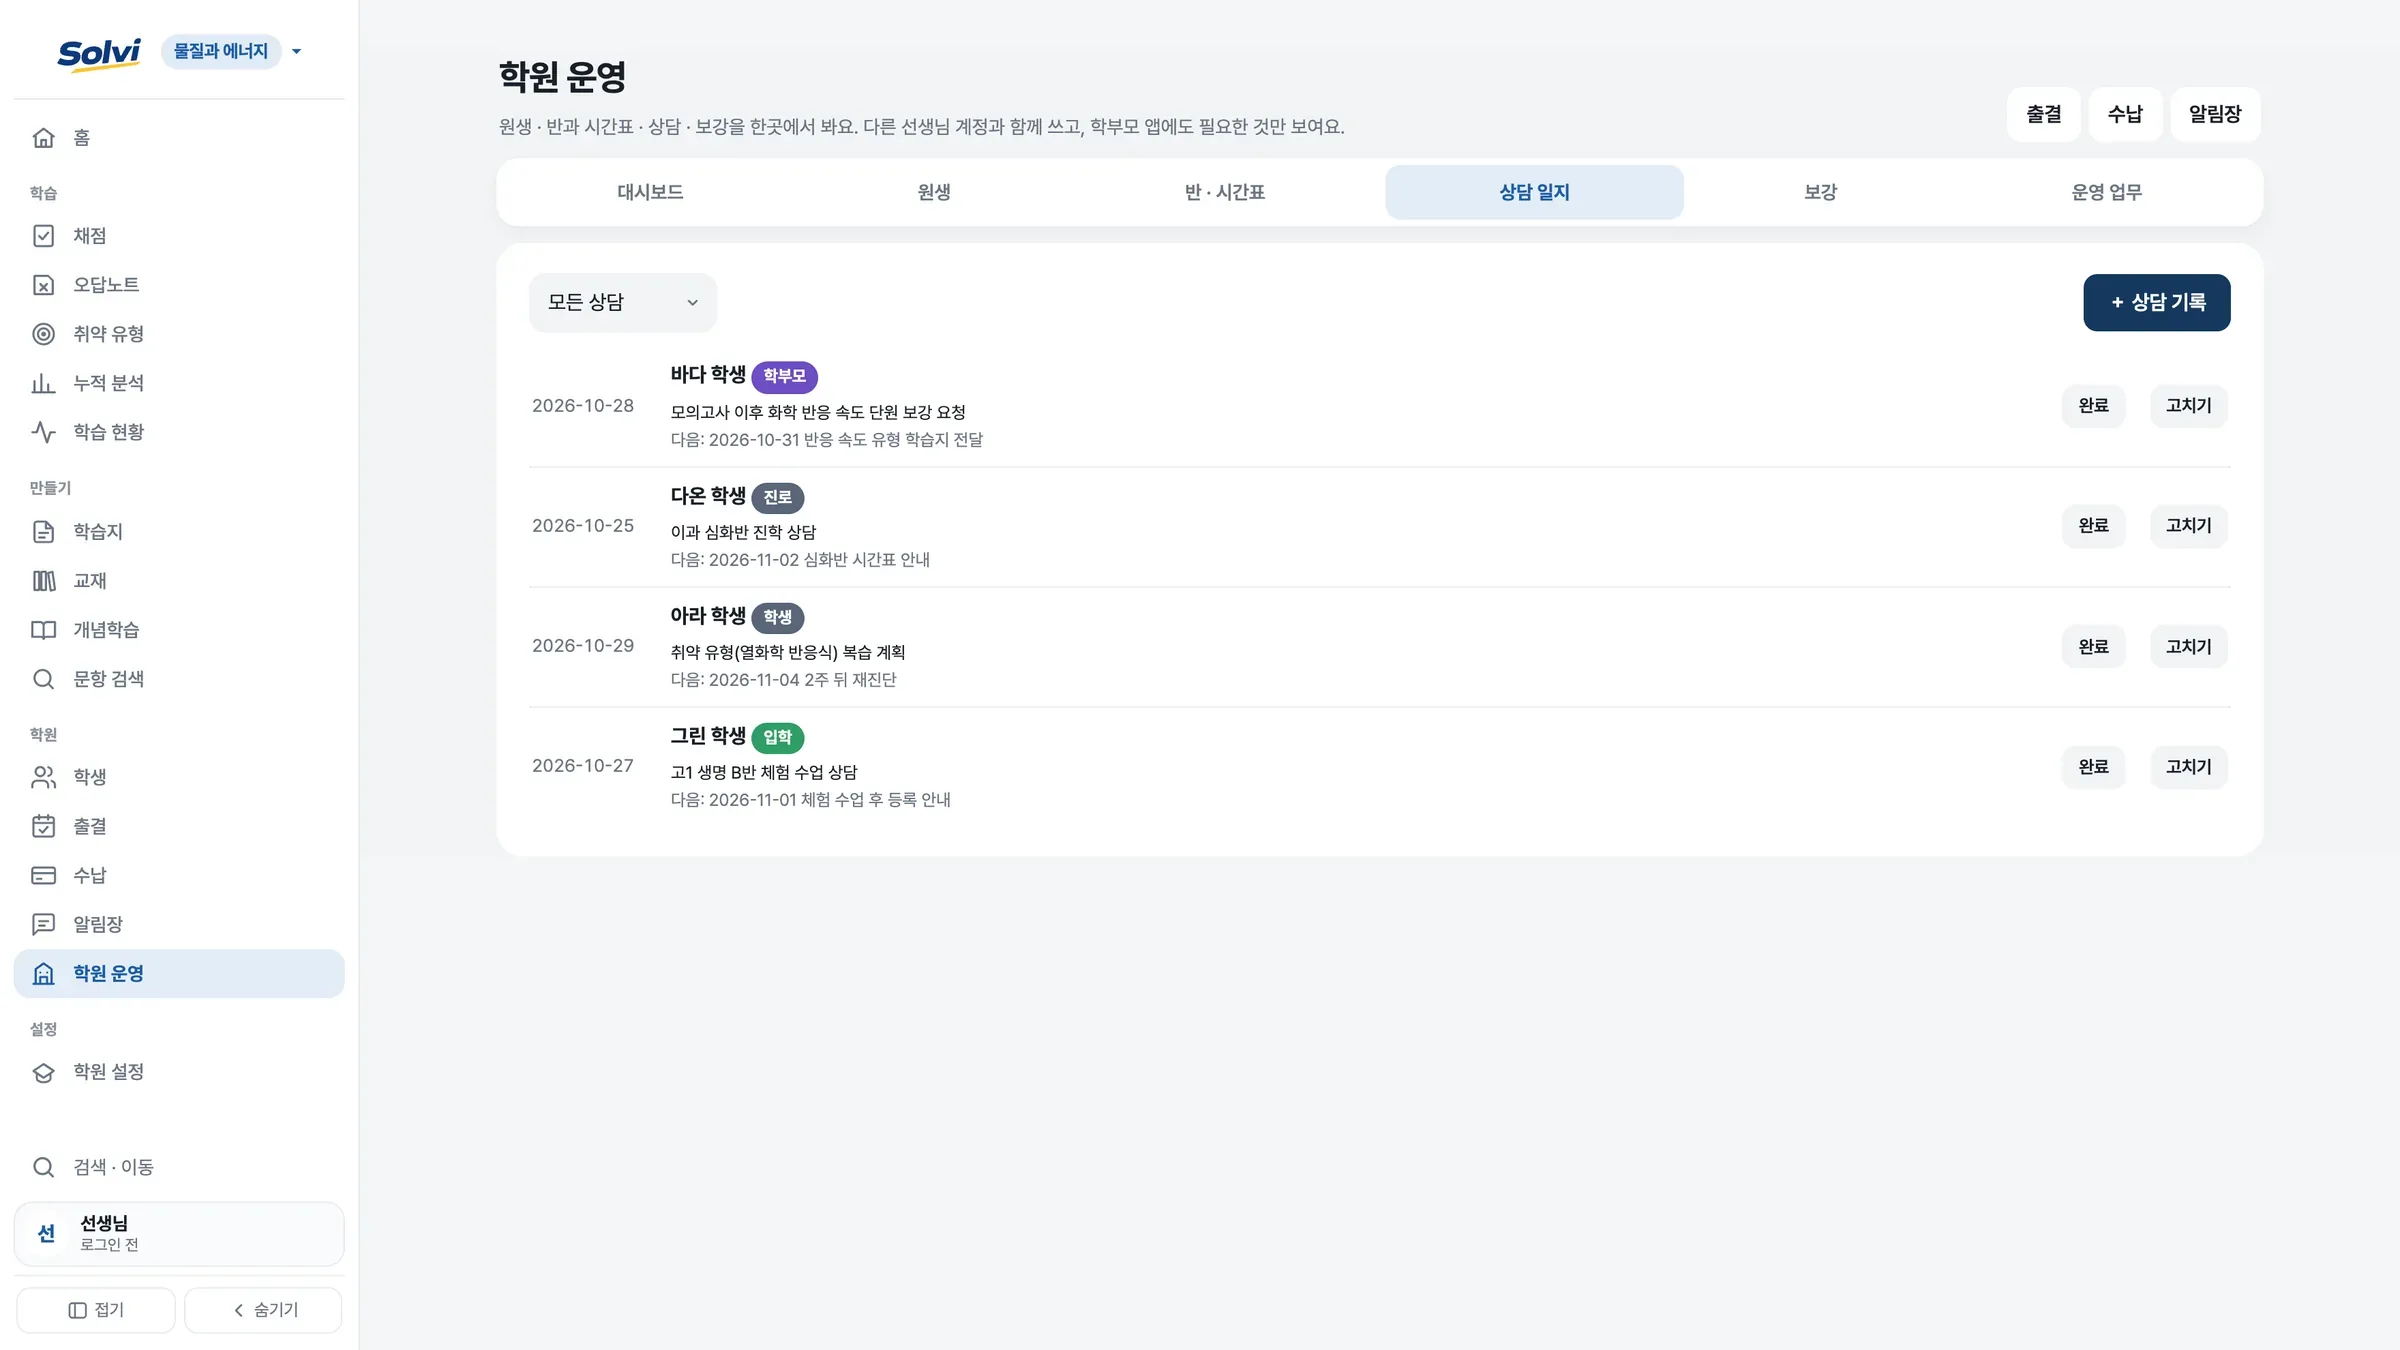 Solvi 물질과 에너지
홈
학습
채점
오답노트
취약 유형
누적 분석
학습 현황
만들기
학습지
교재
개념학습
문항 검색
학원
학생
출결
수납
알림장
학원 운영
설정
학원 설정
검색 · 이동
선 선생님
로그인 전
접기 숨기기
학원 운영
원생 · 반과 시간표 · 상담 · 보강을 한곳에서 봐요. 다른 선생님 계정과 함께 쓰고, 학부모 앱에도 필요한 것만 보여요.
출결 수납 알림장
대시보드 원생 반 · 시간표 상담 일지 보강 운영 업무
모든 상담 + 상담 기록
바다 학생 학부모
2026-10-28
모의고사 이후 화학 반응 속도 단원 보강 요청
다음: 2026-10-31 반응 속도 유형 학습지 전달
완료 고치기
다온 학생 진로
2026-10-25
이과 심화반 진학 상담
다음: 2026-11-02 심화반 시간표 안내
완료 고치기
아라 학생 학생
2026-10-29
취약 유형(열화학 반응식) 복습 계획
다음: 2026-11-04 2주 뒤 재진단
완료 고치기
그린 학생 입학
2026-10-27
고1 생명 B반 체험 수업 상담
다음: 2026-11-01 체험 수업 후 등록 안내
완료 고치기